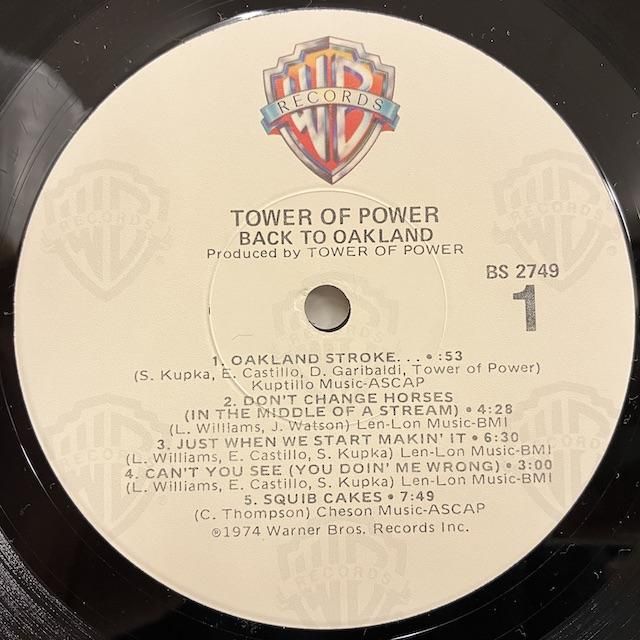 WB
RECORDS
TOWER OF POWER
BACK TO OAKLAND
Produced by TOWER OF POWER
BS 2749
1
1. OAKLAND STROKE. . . • :53
(S. Kupka, E. Castillo, D. Garibaldi, Tower of Power)
Kuptillo Music-ASCAP
2. DON'T CHANGE HORSES
(IN THE MIDDLE OF A STREAM) • 4:28
(L. Williams, J. Watson) Len-Lon Music-BMI
3. JUST WHEN WE START MAKIN' IT • 6:30
(L. Williams, E. Castillo, S. Kupka) Len-Lon Music-BMI
4. CAN'T YOU SEE (YOU DOIN' ME WRONG) • 3:00
(L. Williams, E. Castillo, S. Kupka) Len-Lon Music-BMI
5. SQUIB CAKES • 7:49
(C. Thompson) Cheson Music-ASCAP
℗1974 Warner Bros. Records Inc.